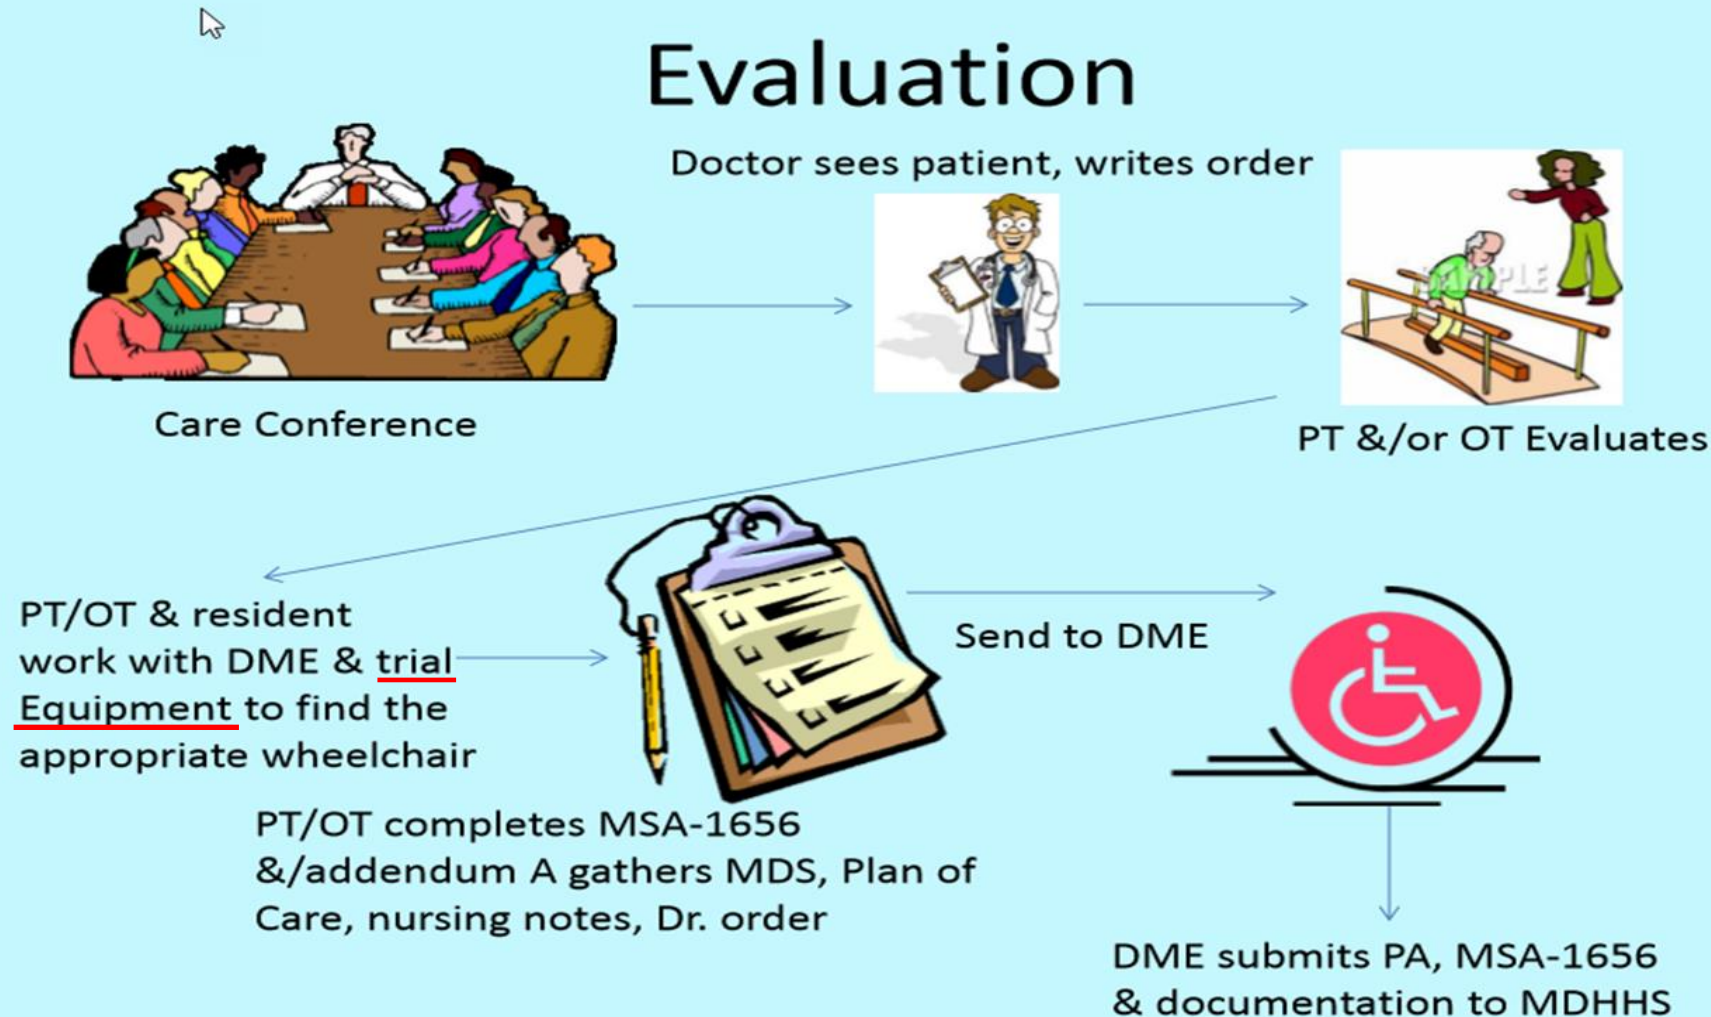 Evaluation
Doctor sees patient, writes order
SAMPLE
Care Conference
PT &/or OT Evaluates
PT/OT & resident
work with DME & trial
Equipment to find the
appropriate wheelchair
Send to DME
PT/OT completes MSA-1656
&/addendum A gathers MDS, Plan of
Care, nursing notes, Dr. order
DME submits PA, MSA-1656
& documentation to MDHHS